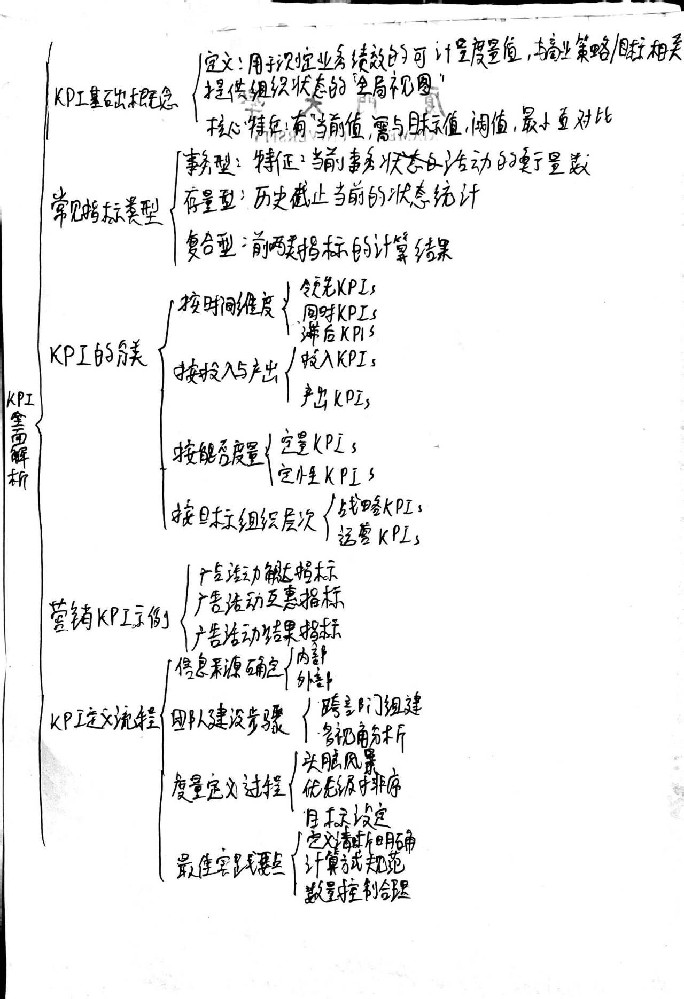 KPI全面解析
KPI基础概念
定义:用于测定业务绩效的可计量度量值,与商业策略/目标相关
提供组织状态的"全局视图"
核心特征:有"当前值,需与目标值,阈值,最小值对比
常见指标类型
事务型:特征:当前事务状态的活动的累计量数
存量型:历史截止当前的状态统计
复合型:前两类指标的计算结果
KPI的分类
按时间维度
领先KPIs
同时KPIs
滞后KPIs
按投入与产出
投入KPIs
产出KPIs
按能否度量
定量KPIs
定性KPIs
按目标组织层次
战略KPIs
运营KPIs
营销KPI示例
广告活动触达指标
广告活动互惠指标
广告活动结果指标
KPI定义流程
信息来源确定
内部
外部
团队建设步骤
跨部门组建
多视角分析
度量定义过程
头脑风暴
优先级排序
目标设定
最佳实践要点
定义清晰明确
计算方式规范
数量控制合理